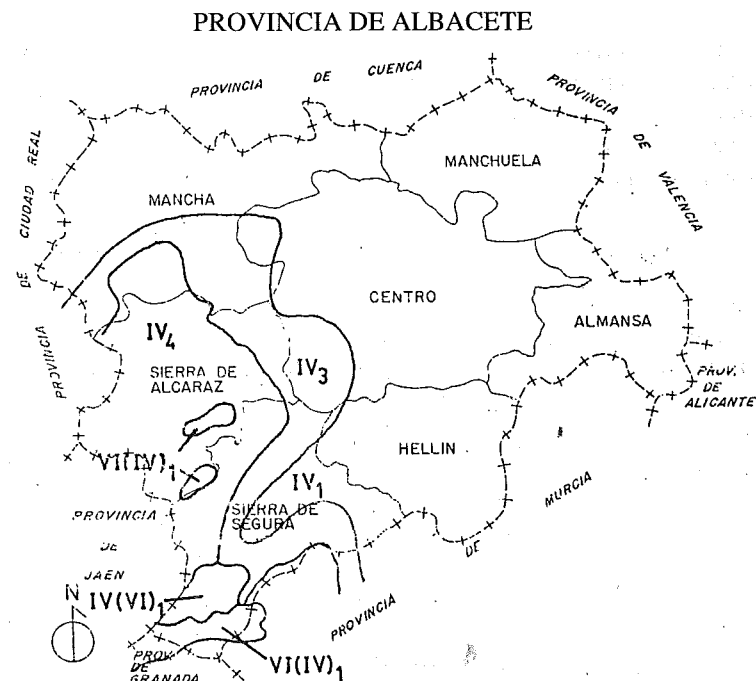 PROVINCIA DE ALBACETE
PROVINCIA DE CUENCA
PROVINCIA DE VALENCIA
DE CIUDAD REAL
PROVINCIA
MANCHUELA
MANCHA
CENTRO
ALMANSA
IV4
IV3
SIERRA DE
ALCARAZ
PROV.
DE
ALICANTE
HELLIN
VI(IV)1
IV1
SIERRA DE
SEGURA
MURCIA
DE
PROVINCIA
PROVINCIA
DE
JAEN
N
IV(VI)1
VI(IV)1
PROV.
DE
GRANADA